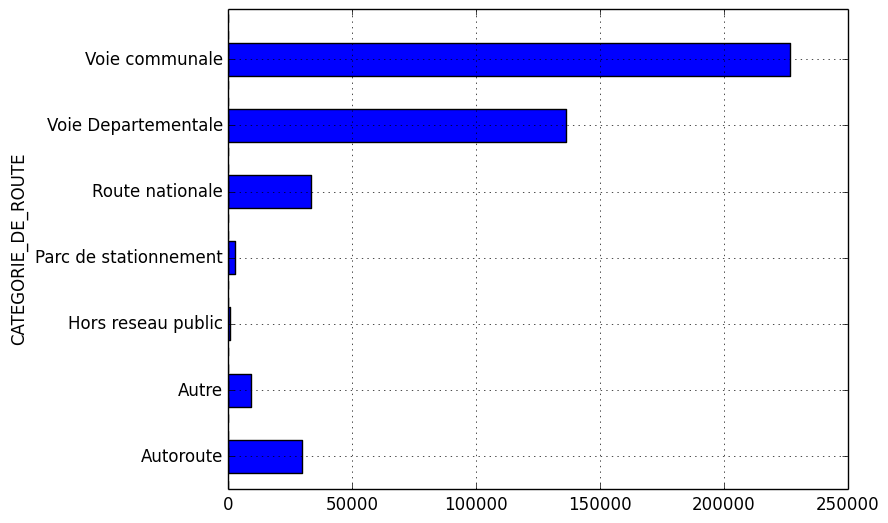 CATEGORIE_DE_ROUTE
Voie communale
Voie Departementale
Route nationale
Parc de stationnement
Hors reseau public
Autre
Autoroute
0 50000 100000 150000 200000 250000